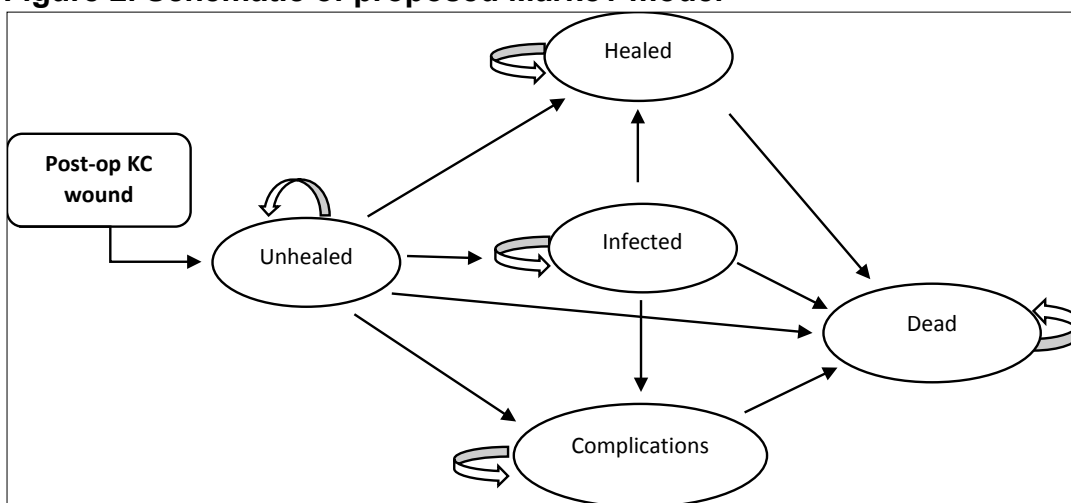 Figure 2. Schematic of proposed Markov model
Healed
Post-op KC
wound
Unhealed
Infected
Dead
Complications